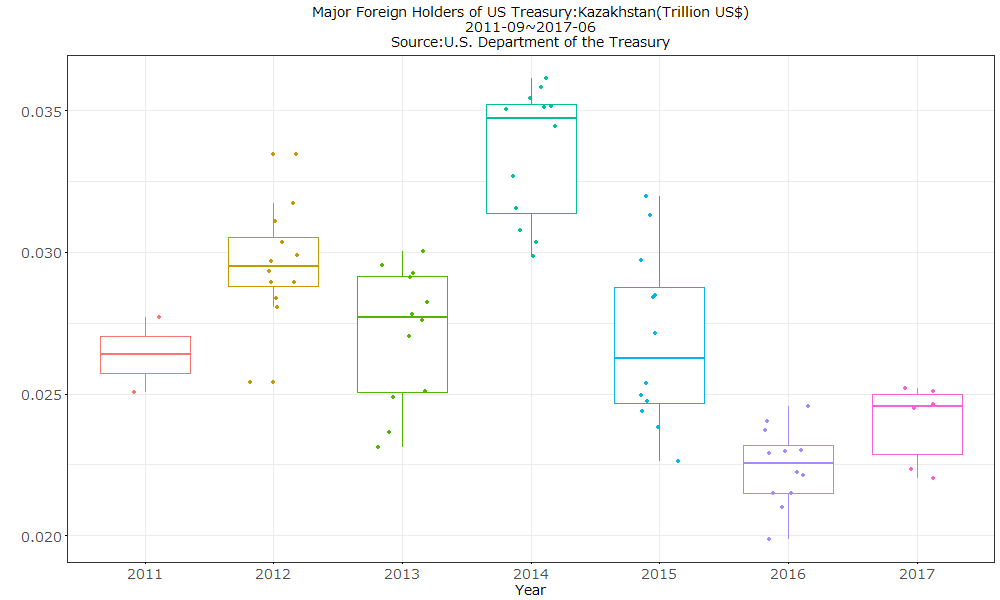 Major Foreign Holders of US Treasury:Kazakhstan(Trillion US$)
2011-09~2017-06
Source:U.S. Department of the Treasury
0.035
0.030
0.025
0.020
2011 2012 2013 2014 2015 2016 2017
Year